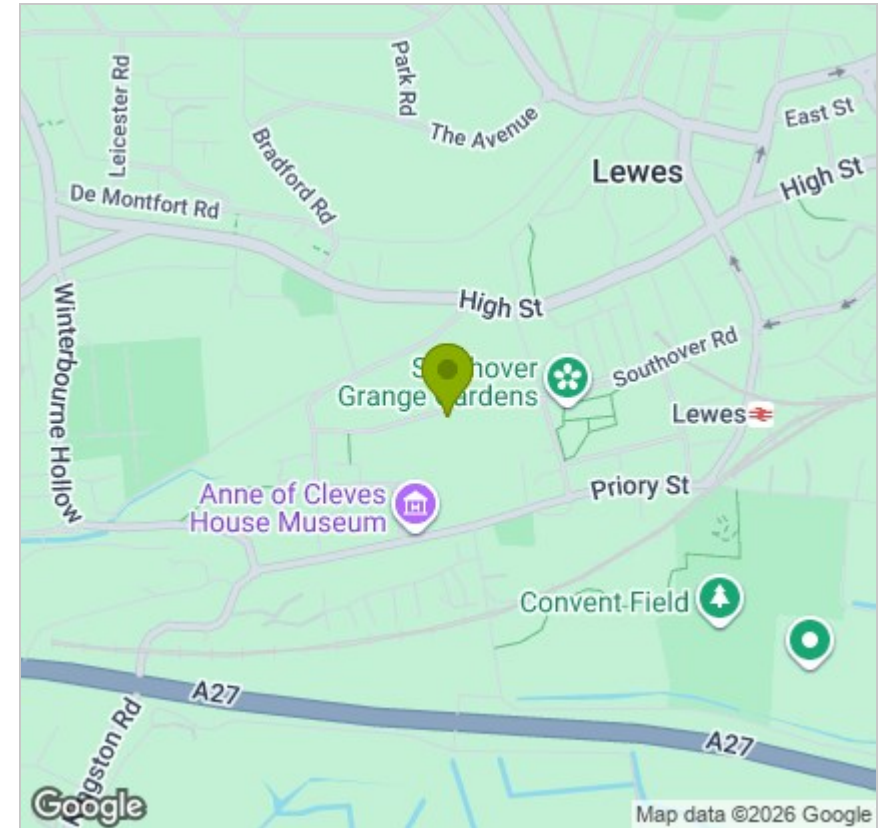 Leicester Rd
Park Rd
The Avenue
East St
Bradford Rd
Lewes
High St
De Montfort Rd
Winterbourne Hollow
High St
Southover Rd
Grange Gardens
Lewes
Anne of Cleves
House Museum
Priory St
Convent Field
A27
A27
Google
Map data ©2026 Google